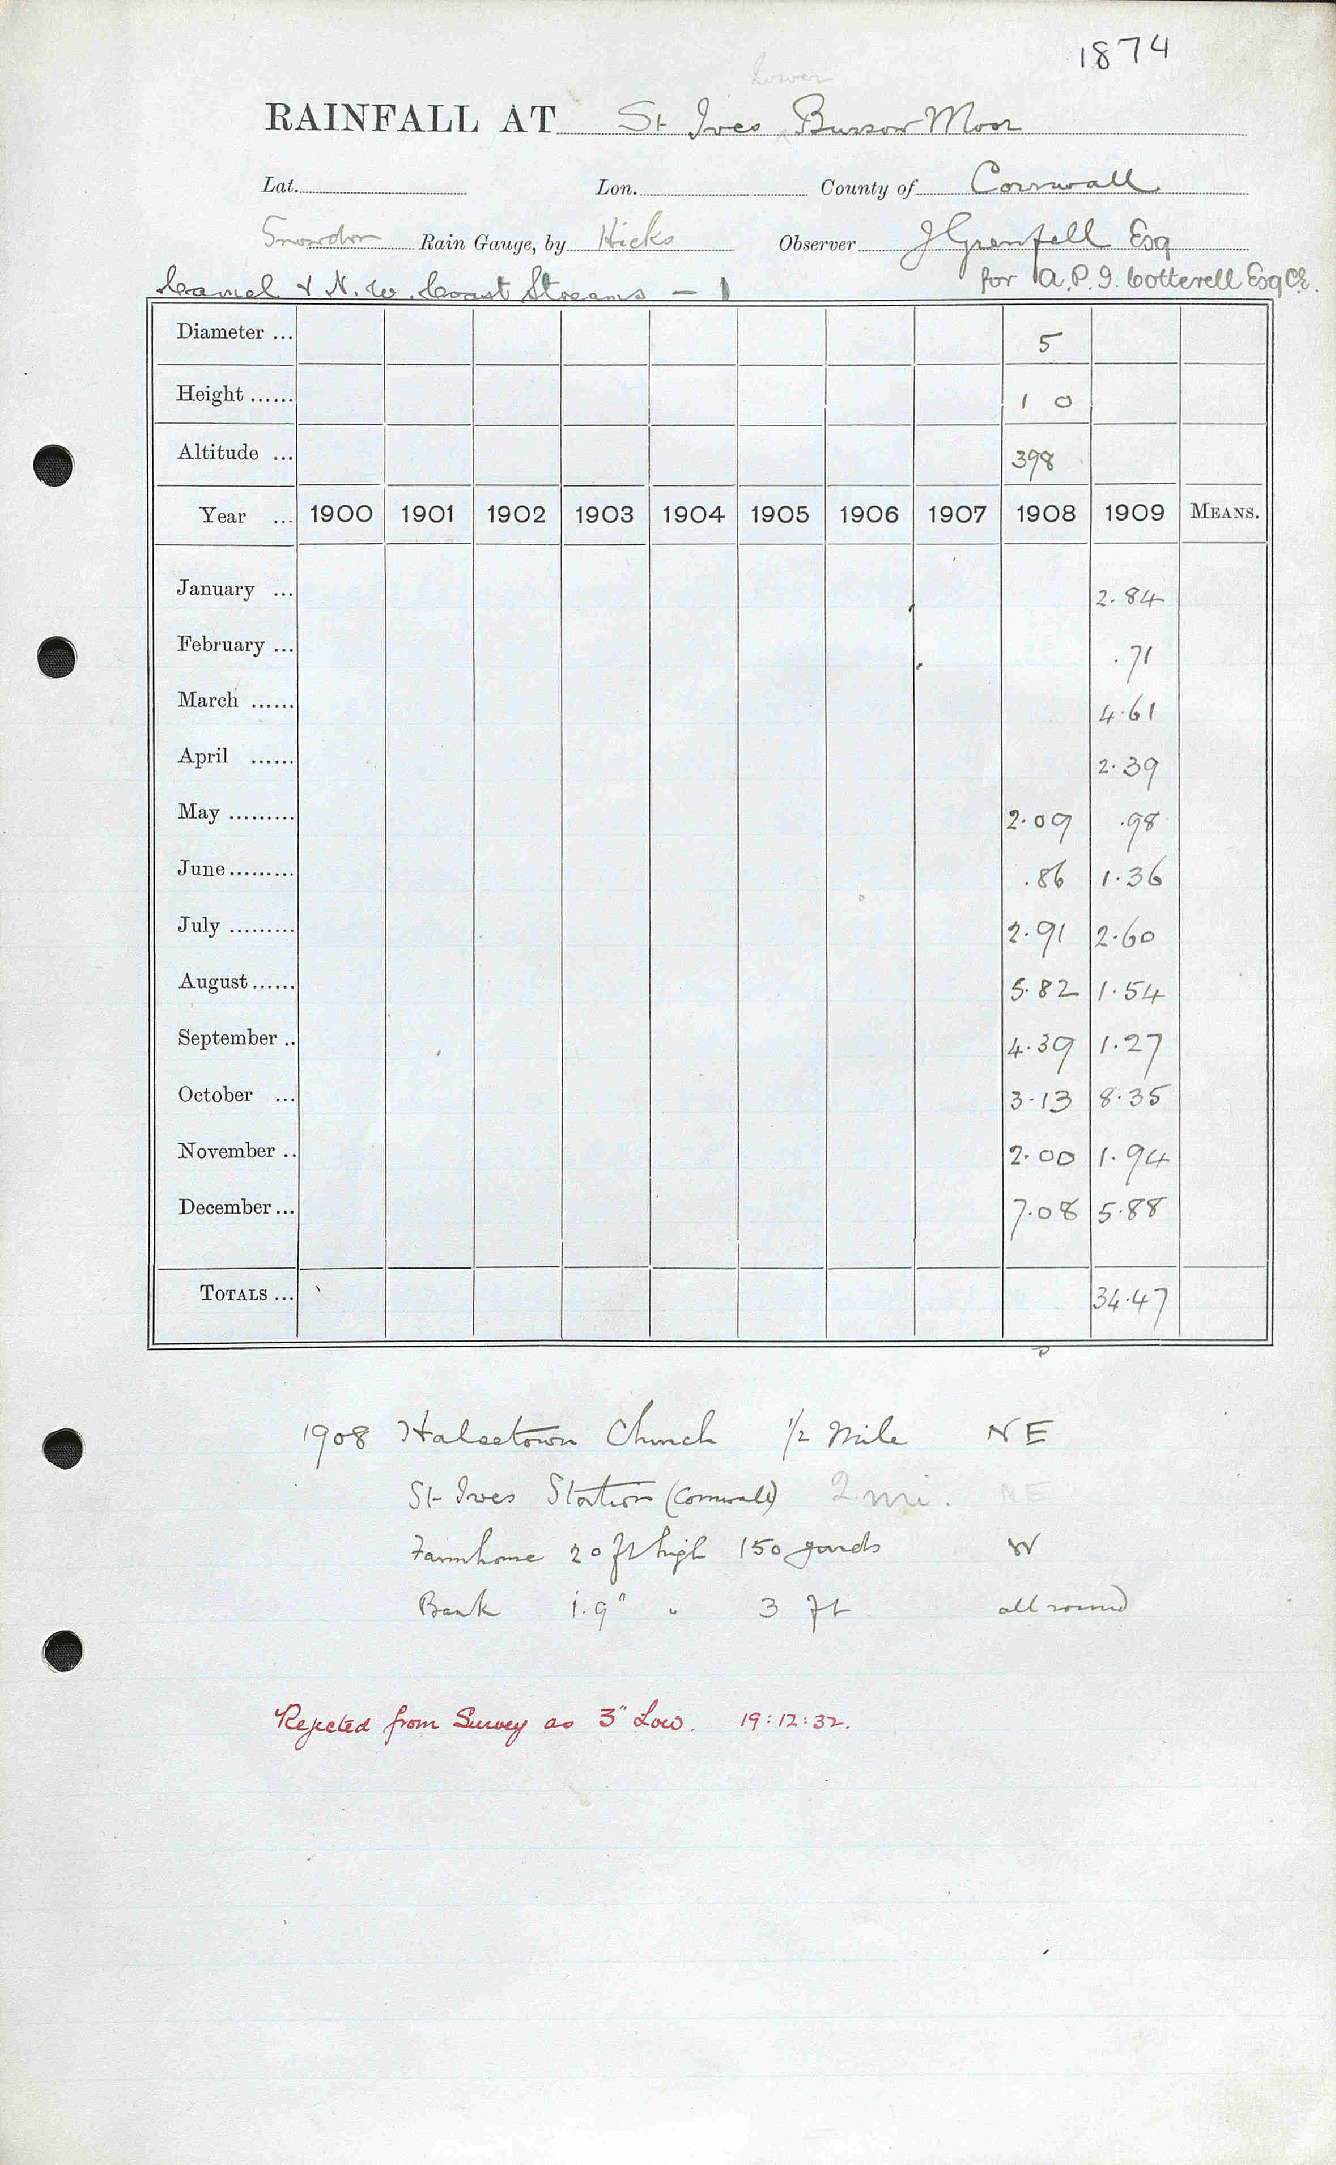 1874
Lower
RAINFALL AT St Ives, Bussow Moor
Lat. Lon. County of Cornwall
Snowdon Rain Gauge, by Hicks Observer J Grenfell Esq
Camel & N.W. Coast Streams - 1 for A.P.I. Cotterell Esq CE.
Diameter ... 5
Height ...... 1 0
Altitude ... 398
Year ... 1900 1901 1902 1903 1904 1905 1906 1907 1908 1909 MEANS.
January ... 2.84
February ... .71
March ...... 4.61
April ...... 2.39
May ......... 2.09 .98
June ......... .86 1.36
July ......... 2.91 2.60
August ...... 5.82 1.54
September .. 4.39 1.27
October ... 3.13 8.35
November .. 2.00 1.94
December ... 7.08 5.88
TOTALS ... 34.47
1908 Halsetown Church ½ Mile NE
St Ives Station (Cornwall) 2 mi. NE
Farmhouse 20 ft high 150 yards W
Bank 1.9" " 3 ft all round
Rejected from Survey as 3" Low. 19:12:32.